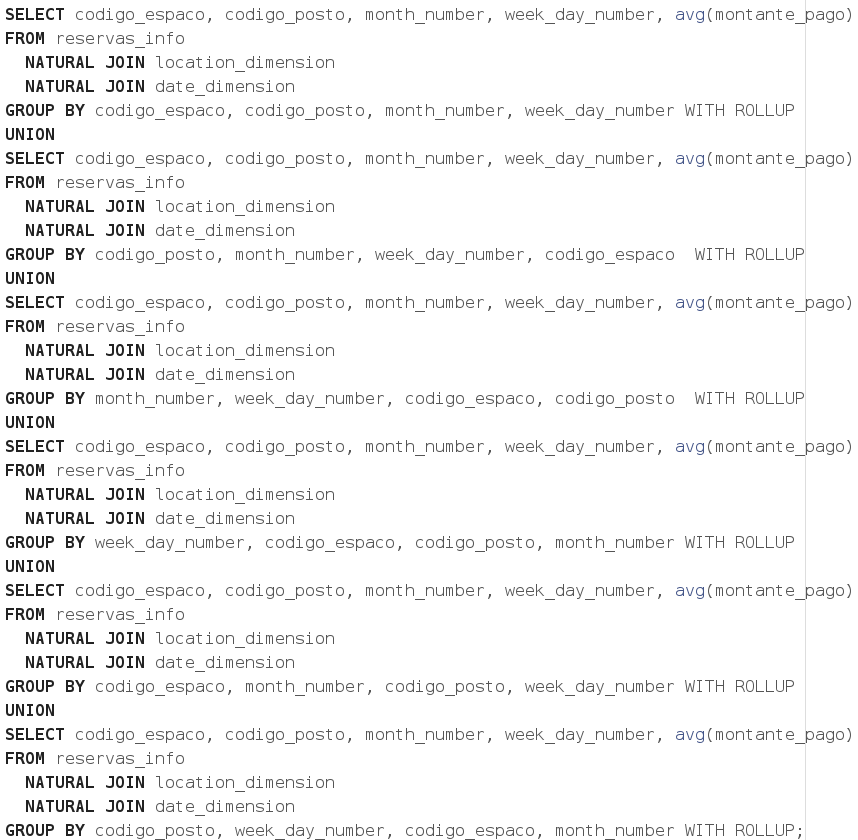 SELECT codigo_espaco, codigo_posto, month_number, week_day_number, avg(montante_pago)
FROM reservas_info
  NATURAL JOIN location_dimension
  NATURAL JOIN date_dimension
GROUP BY codigo_espaco, codigo_posto, month_number, week_day_number WITH ROLLUP
UNION
SELECT codigo_espaco, codigo_posto, month_number, week_day_number, avg(montante_pago)
FROM reservas_info
  NATURAL JOIN location_dimension
  NATURAL JOIN date_dimension
GROUP BY codigo_posto, month_number, week_day_number, codigo_espaco  WITH ROLLUP
UNION
SELECT codigo_espaco, codigo_posto, month_number, week_day_number, avg(montante_pago)
FROM reservas_info
  NATURAL JOIN location_dimension
  NATURAL JOIN date_dimension
GROUP BY month_number, week_day_number, codigo_espaco, codigo_posto  WITH ROLLUP
UNION
SELECT codigo_espaco, codigo_posto, month_number, week_day_number, avg(montante_pago)
FROM reservas_info
  NATURAL JOIN location_dimension
  NATURAL JOIN date_dimension
GROUP BY week_day_number, codigo_espaco, codigo_posto, month_number WITH ROLLUP
UNION
SELECT codigo_espaco, codigo_posto, month_number, week_day_number, avg(montante_pago)
FROM reservas_info
  NATURAL JOIN location_dimension
  NATURAL JOIN date_dimension
GROUP BY codigo_espaco, month_number, codigo_posto, week_day_number WITH ROLLUP
UNION
SELECT codigo_espaco, codigo_posto, month_number, week_day_number, avg(montante_pago)
FROM reservas_info
  NATURAL JOIN location_dimension
  NATURAL JOIN date_dimension
GROUP BY codigo_posto, week_day_number, codigo_espaco, month_number WITH ROLLUP;